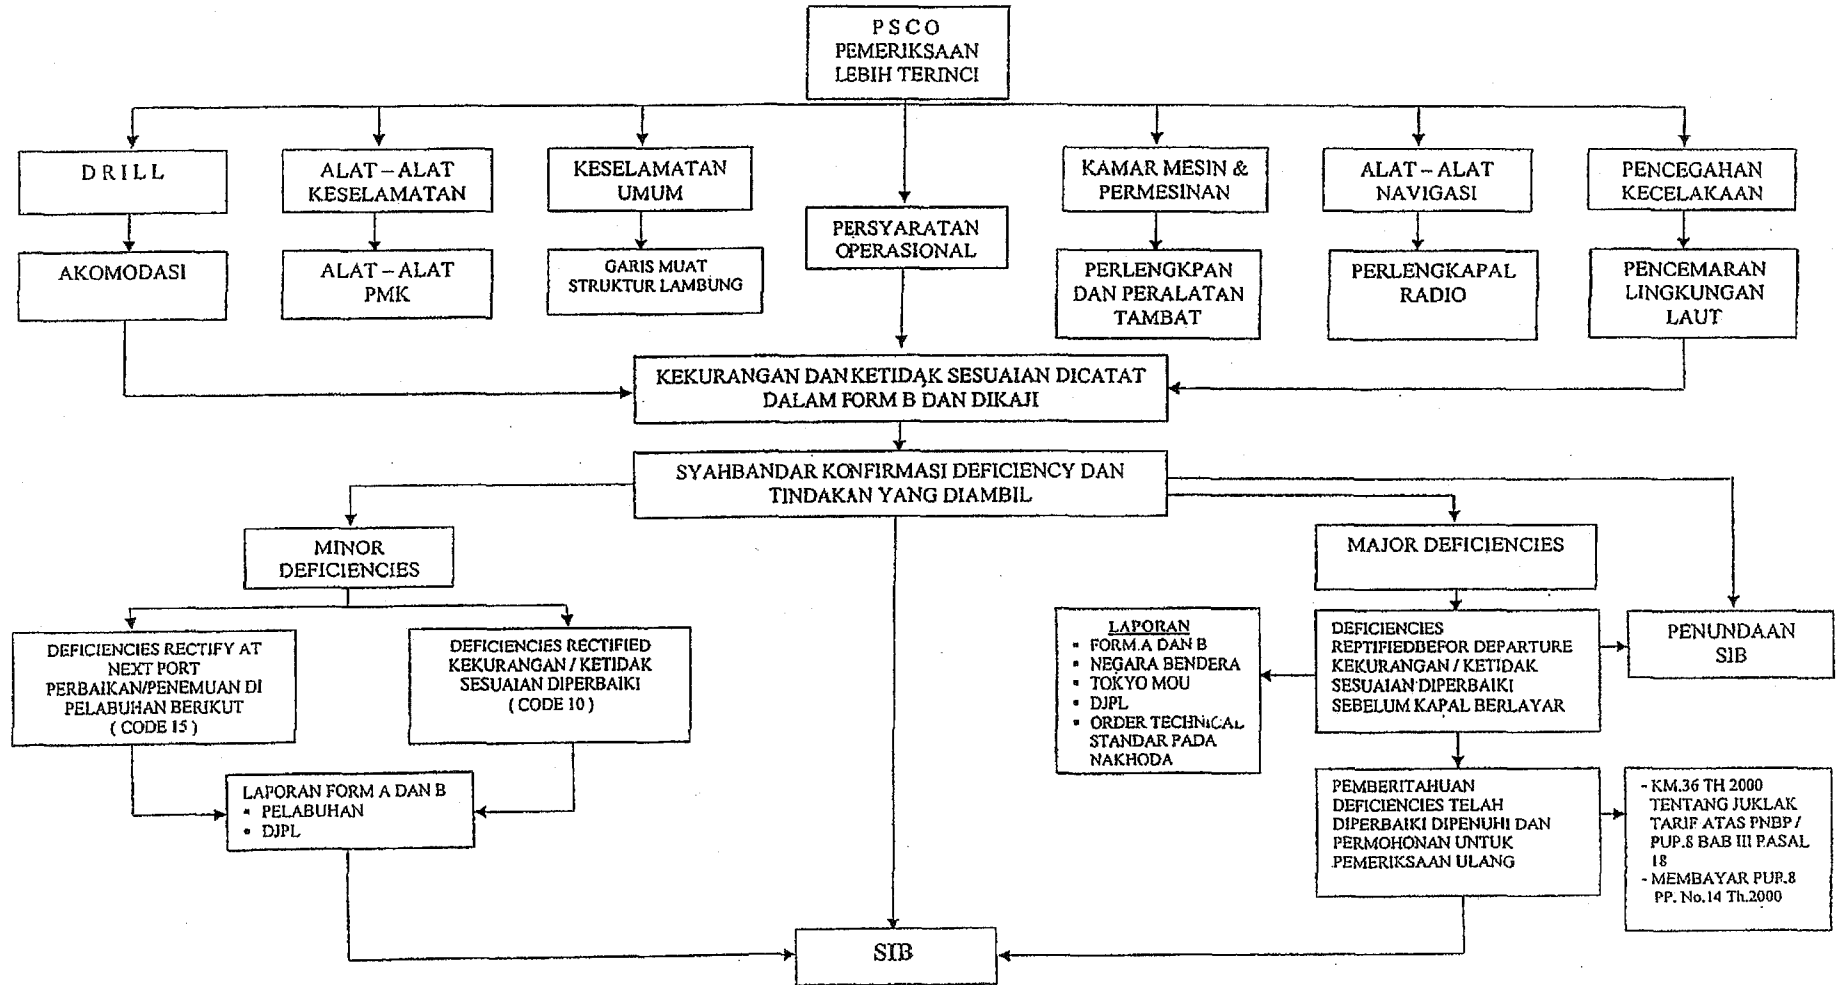 PSCO
PEMERIKSAAN
LEBIH TERINCI
DRILL
ALAT – ALAT
KESELAMATAN
KESELAMATAN
UMUM
PERSYARATAN
OPERASIONAL
KAMAR MESIN &
PERMESINAN
ALAT – ALAT
NAVIGASI
PENCEGAHAN
KECELAKAAN
AKOMODASI
ALAT – ALAT
PMK
GARIS MUAT
STRUKTUR LAMBUNG
PERLENGKPAN
DAN PERALATAN
TAMBAT
PERLENGKAPAL
RADIO
PENCEMARAN
LINGKUNGAN
LAUT
KEKURANGAN DAN KETIDAK SESUAIAN DICATAT
DALAM FORM B DAN DIKAJI
SYAHBANDAR KONFIRMASI DEFICIENCY DAN
TINDAKAN YANG DIAMBIL
MINOR
DEFICIENCIES
MAJOR DEFICIENCIES
DEFICIENCIES RECTIFY AT
NEXT PORT
PERBAIKAN/PENEMUAN DI
PELABUHAN BERIKUT
( CODE 15 )
DEFICIENCIES RECTIFIED
KEKURANGAN / KETIDAK
SESUAIAN DIPERBAIKI
( CODE 10 )
LAPORAN
▪ FORM.A DAN B
▪ NEGARA BENDERA
▪ TOKYO MOU
▪ DJPL
▪ ORDER TECHNICAL
STANDAR PADA
NAKHODA
DEFICIENCIES
REPTIFIEDBEFOR DEPARTURE
KEKURANGAN / KETIDAK
SESUAIAN DIPERBAIKI
SEBELUM KAPAL BERLAYAR
PENUNDAAN
SIB
LAPORAN FORM A DAN B
▪ PELABUHAN
▪ DJPL
PEMBERITAHUAN
DEFICIENCIES TELAH
DIPERBAIKI DIPENUHI DAN
PERMOHONAN UNTUK
PEMERIKSAAN ULANG
- KM.36 TH 2000
TENTANG JUKLAK
TARIF ATAS PNBP /
PUP.8 BAB III PASAL
18
- MEMBAYAR PUP.8
PP. No.14 Th.2000
SIB